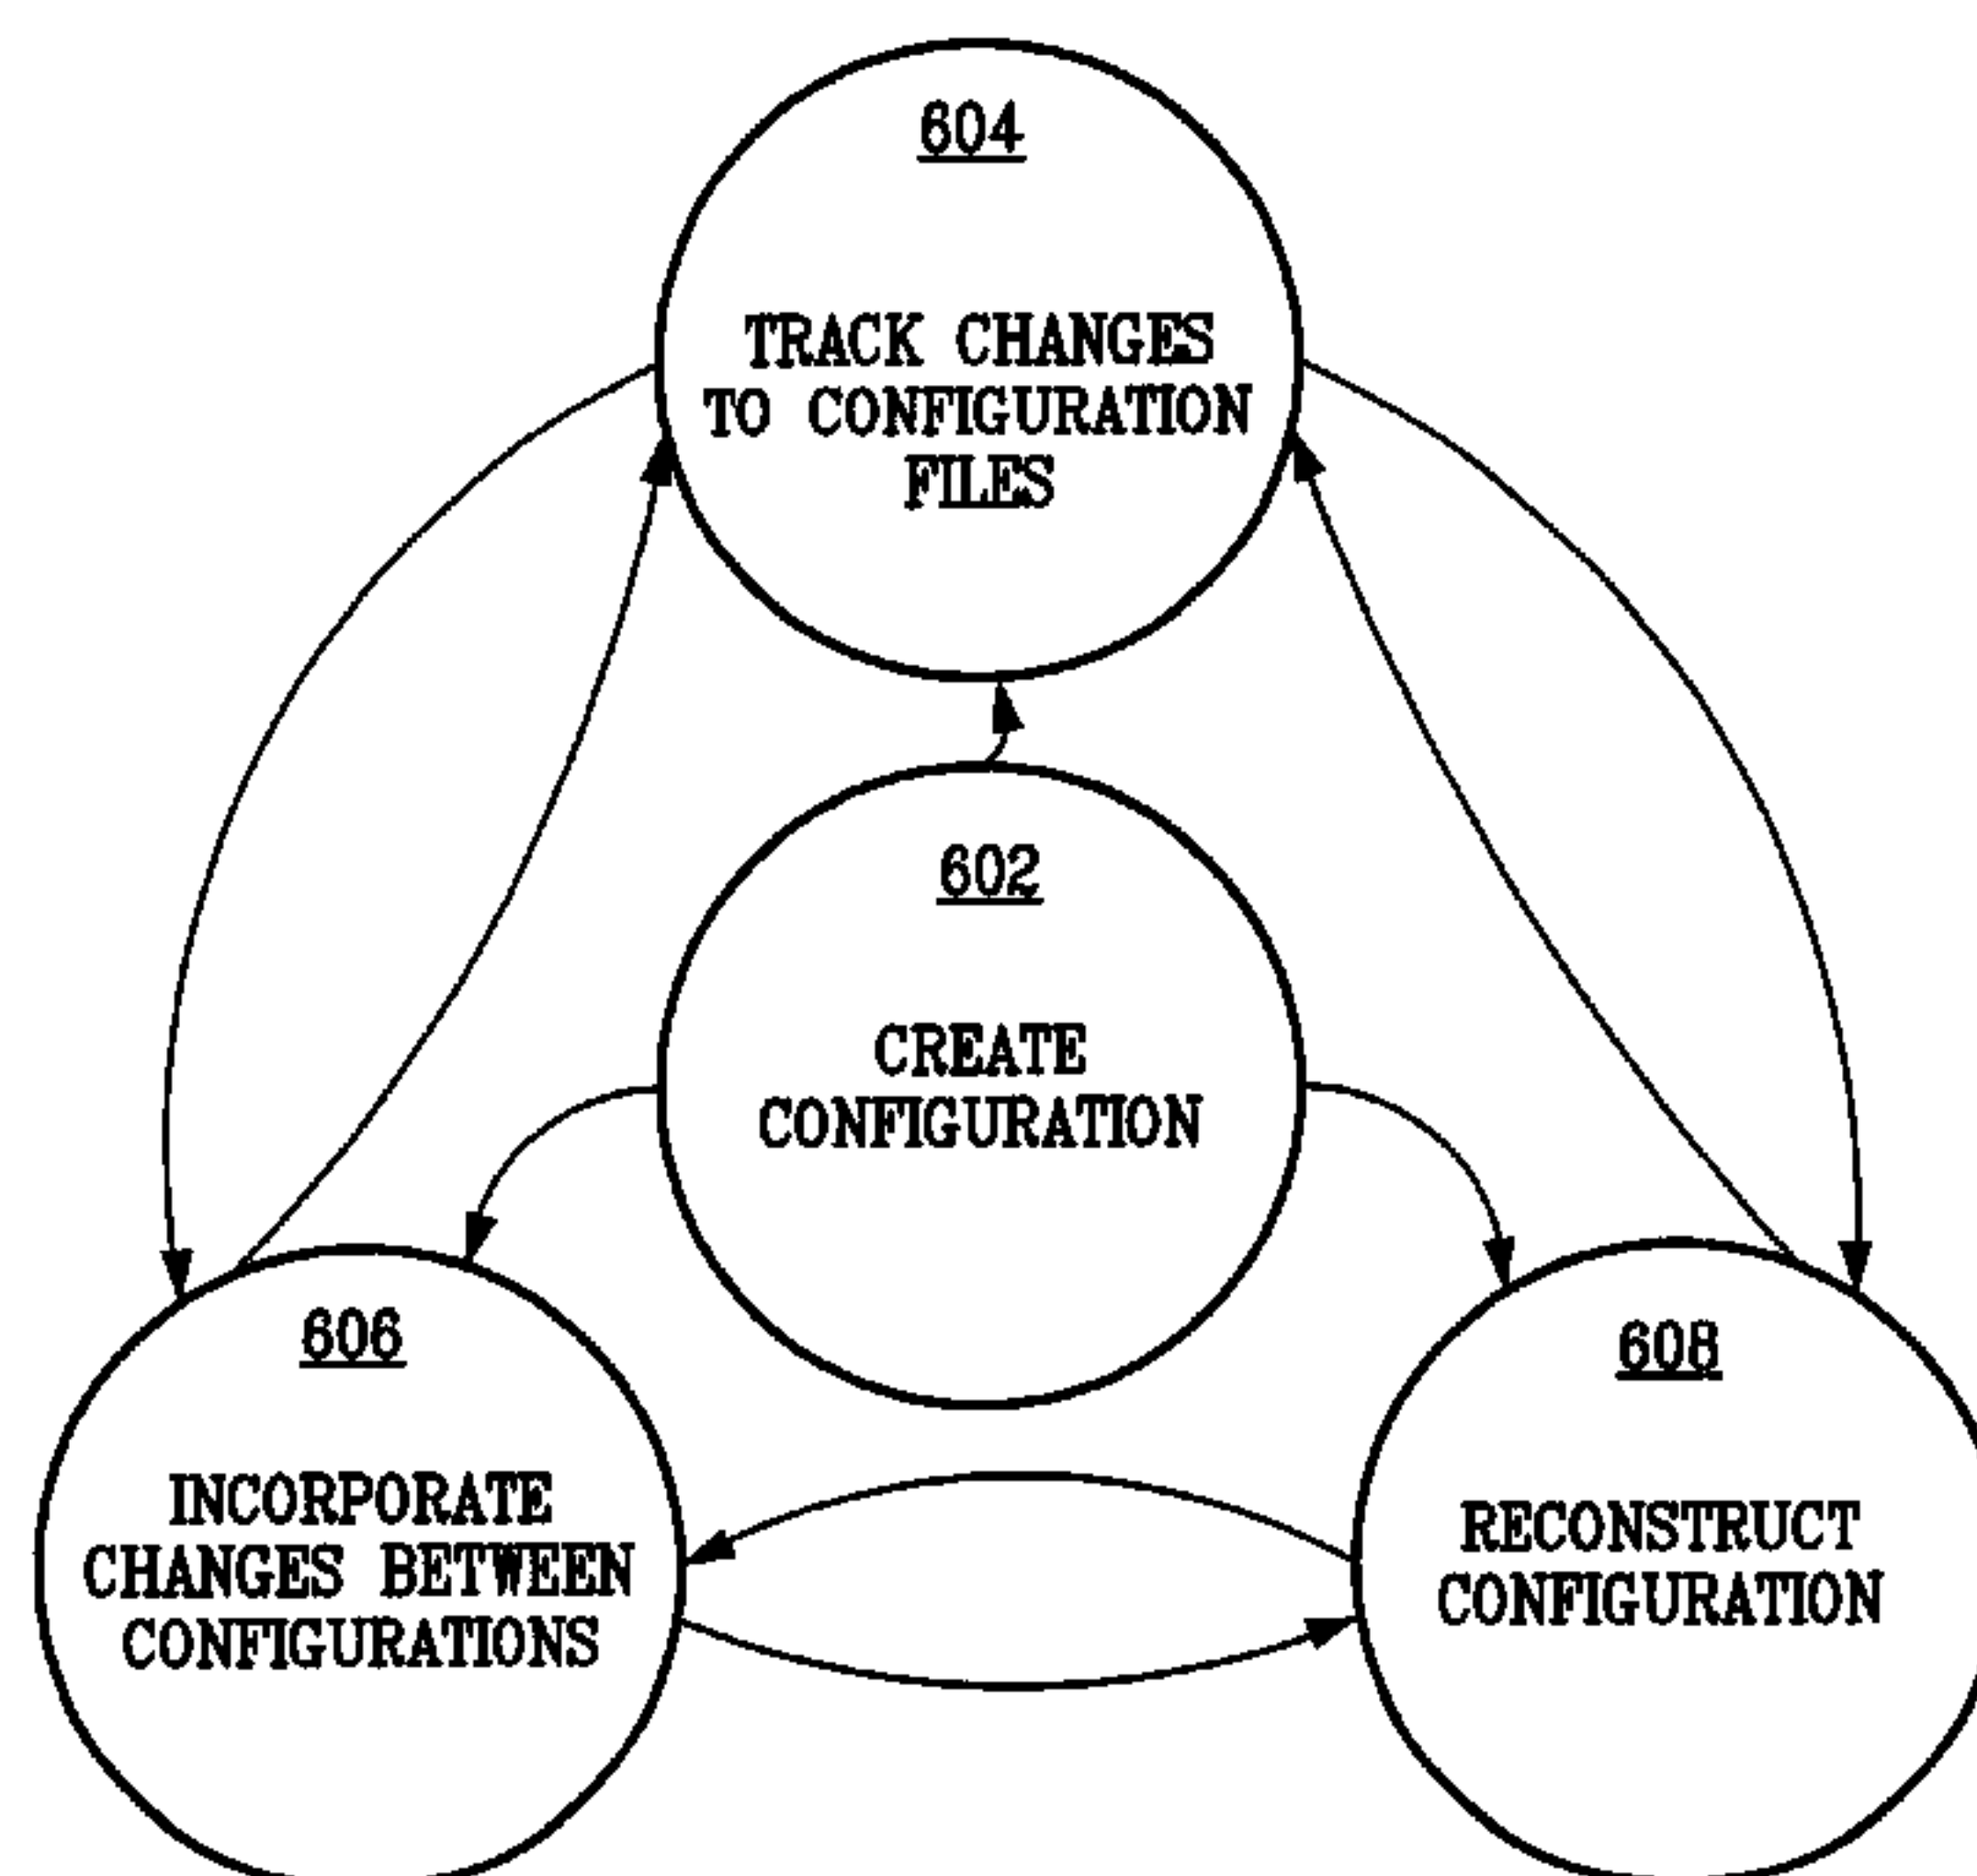 604
TRACK CHANGES
TO CONFIGURATION
FILES
602
CREATE
CONFIGURATION
606
INCORPORATE
CHANGES BETWEEN
CONFIGURATIONS
608
RECONSTRUCT
CONFIGURATION